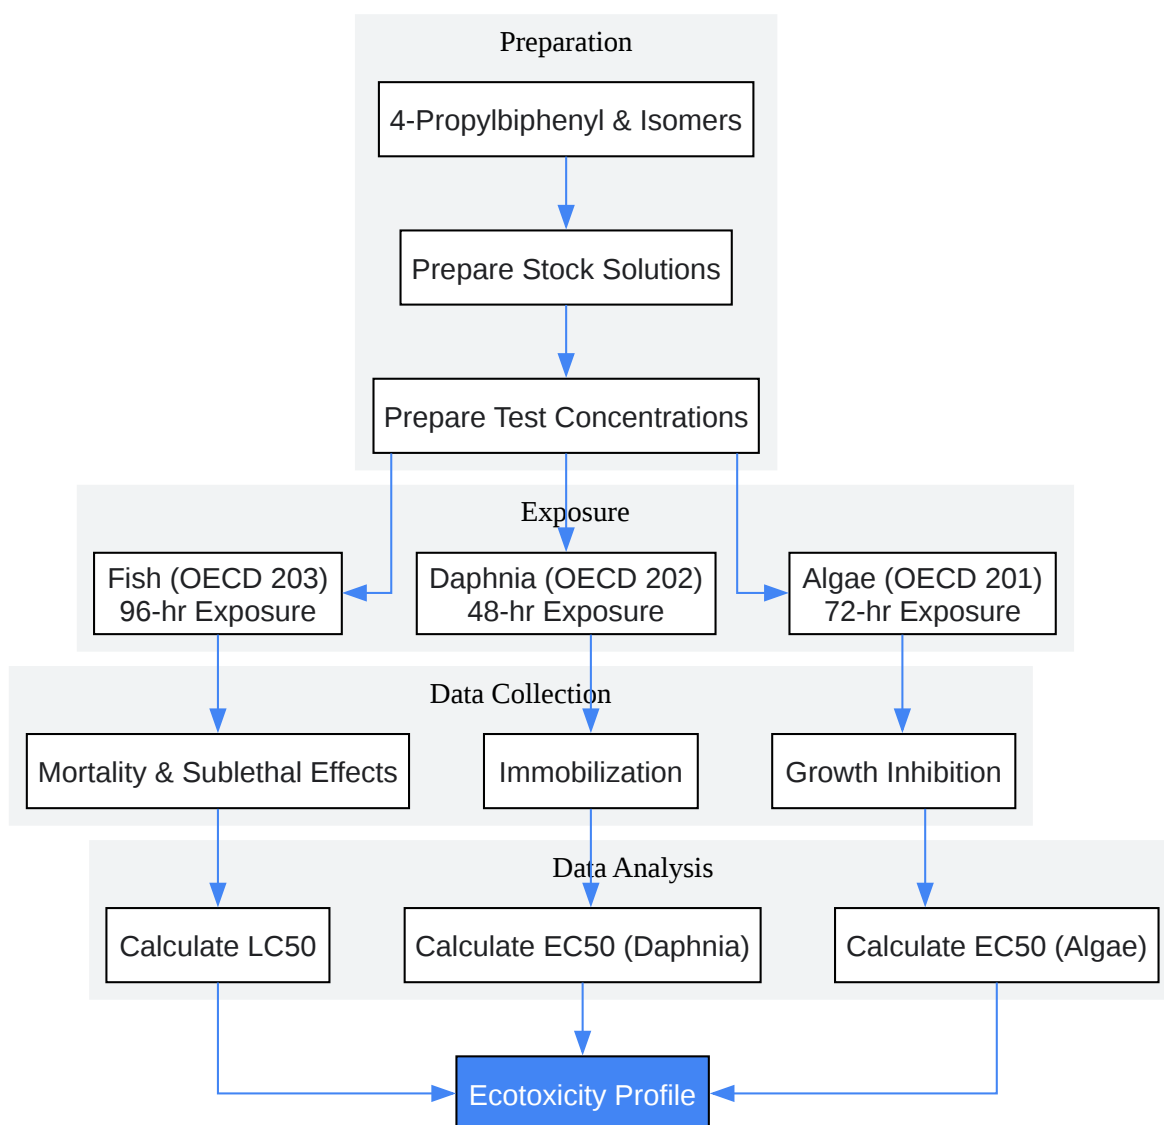 Preparation
4-Propylbiphenyl & Isomers
Prepare Stock Solutions
Prepare Test Concentrations
Exposure
Fish (OECD 203)
96-hr Exposure
Daphnia (OECD 202)
48-hr Exposure
Algae (OECD 201)
72-hr Exposure
Data Collection
Mortality & Sublethal Effects
Immobilization
Growth Inhibition
Data Analysis
Calculate LC50
Calculate EC50 (Daphnia)
Calculate EC50 (Algae)
Ecotoxicity Profile